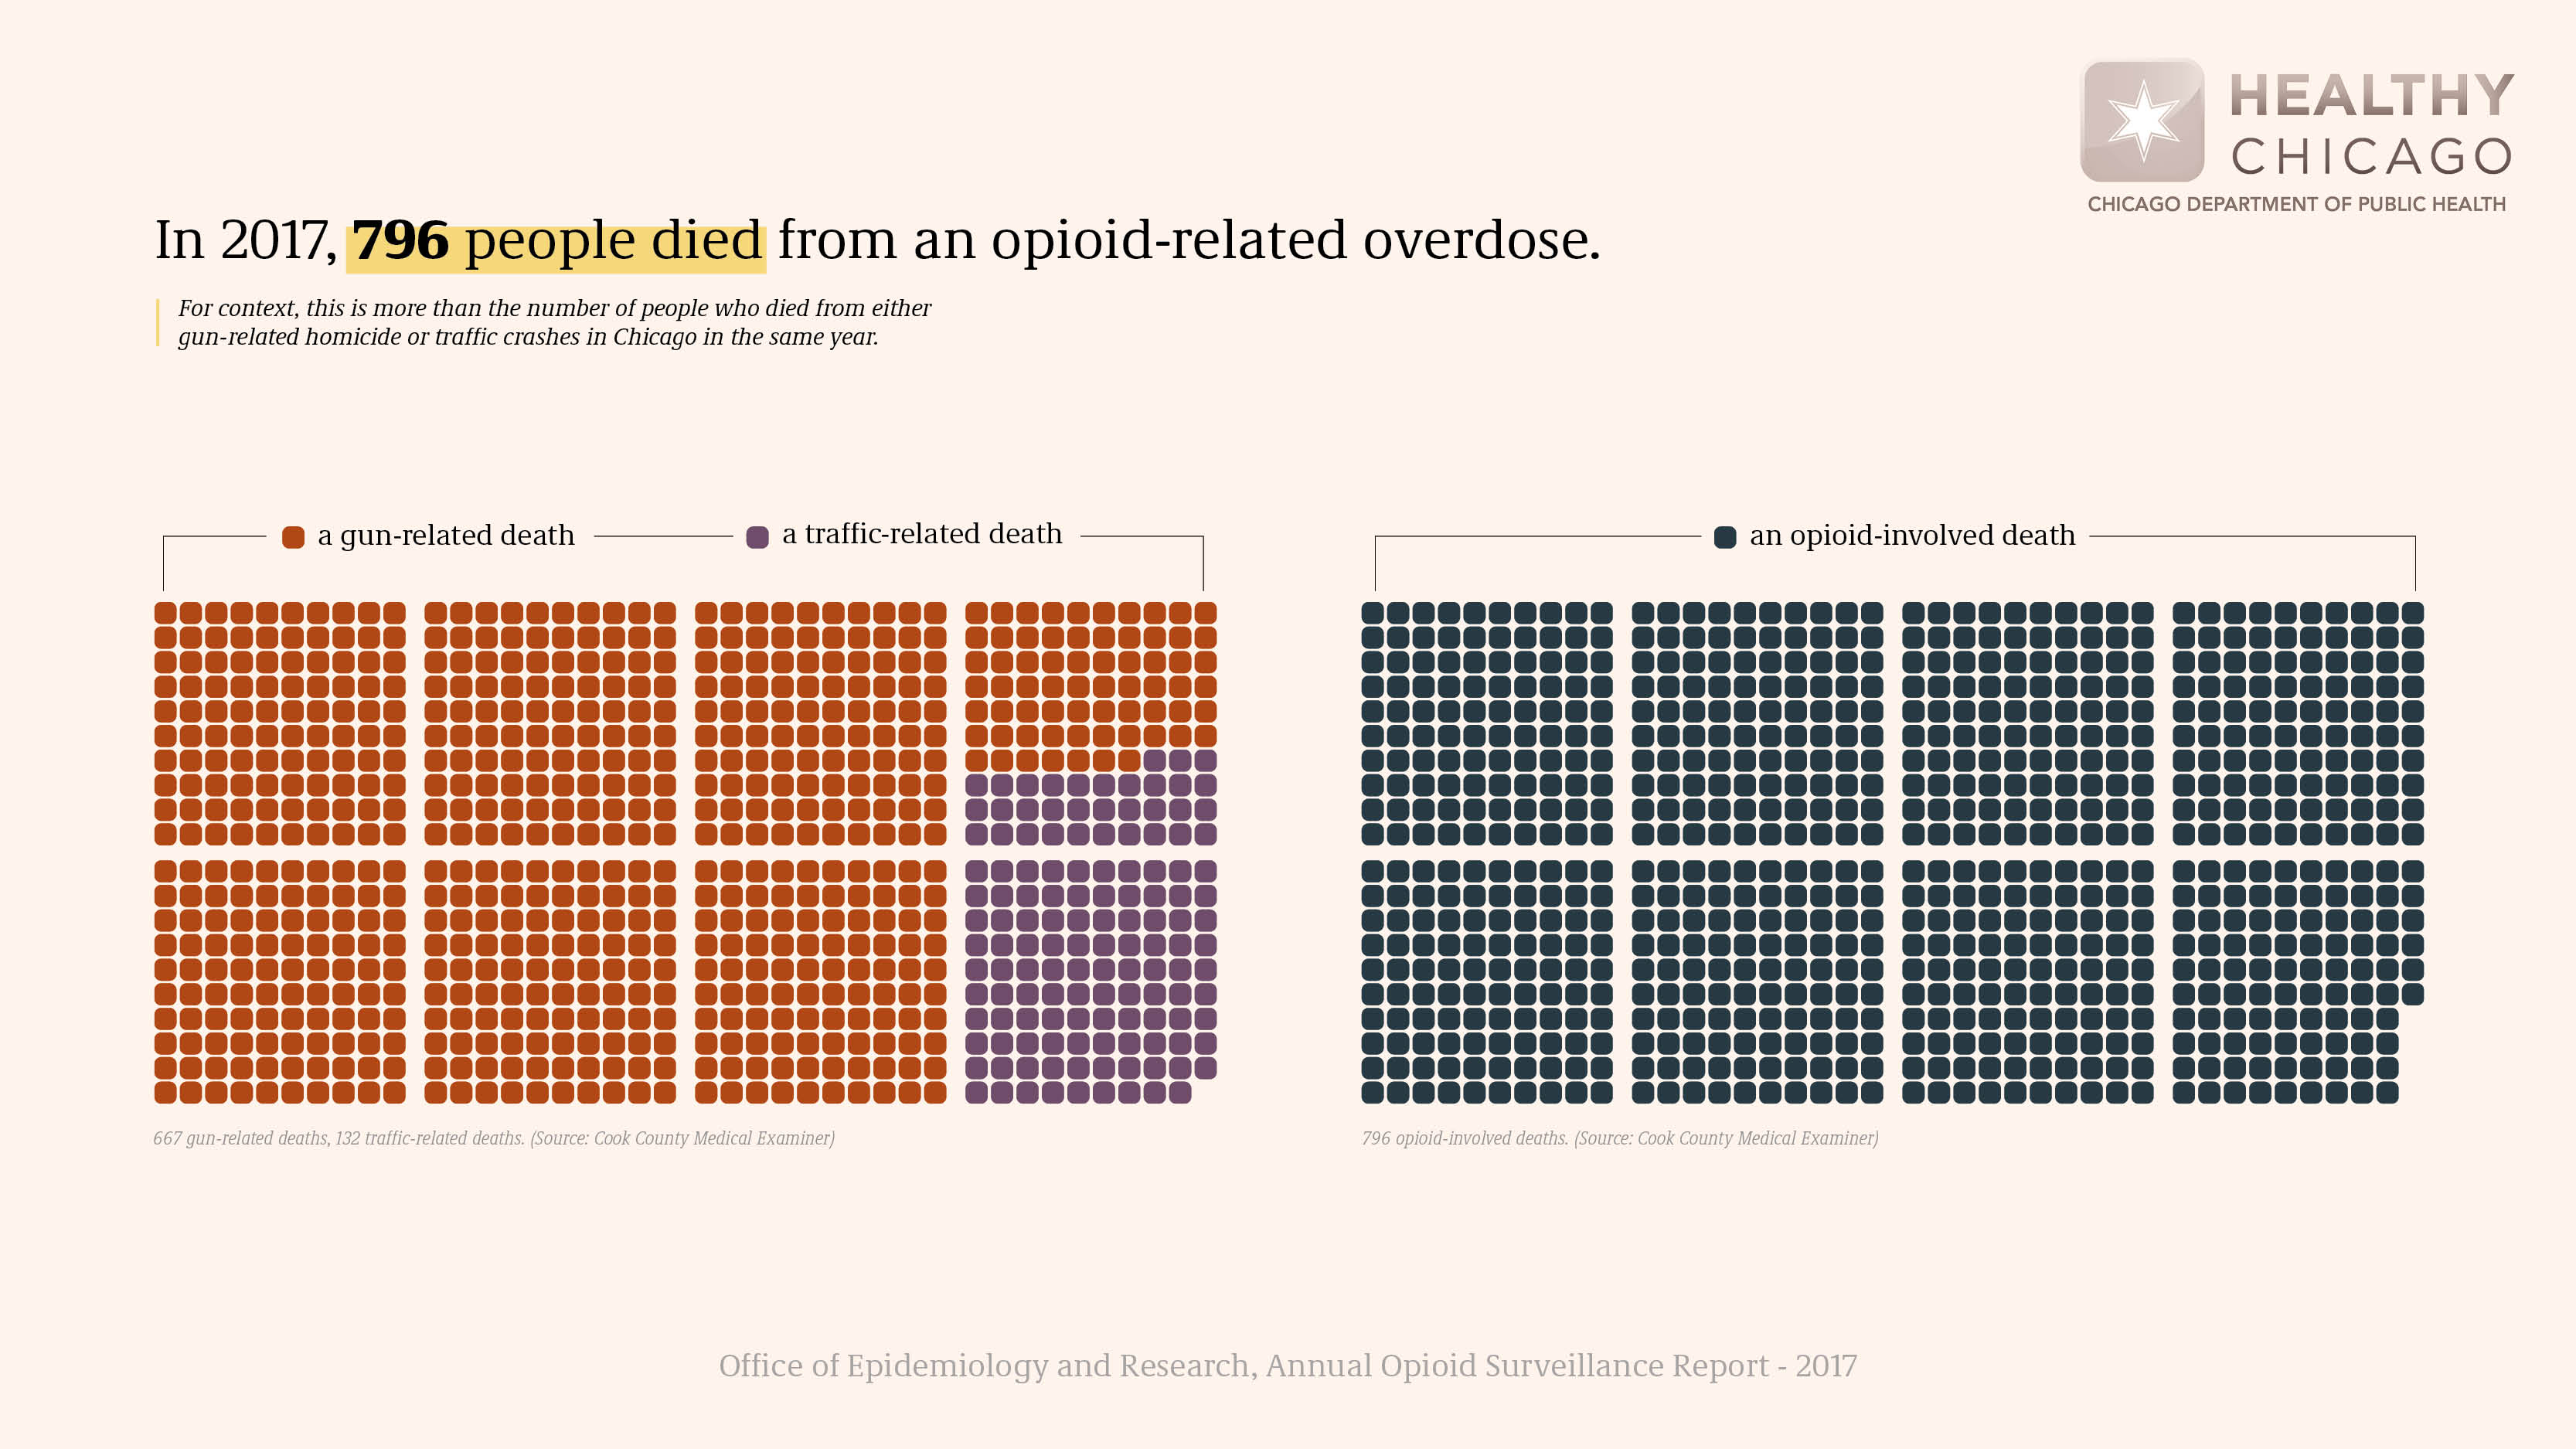 HEALTHY
CHICAGO
CHICAGO DEPARTMENT OF PUBLIC HEALTH
In 2017, 796 people died from an opioid-related overdose.
For context, this is more than the number of people who died from either
gun-related homicide or traffic crashes in Chicago in the same year.
a gun-related death
a traffic-related death
an opioid-involved death
667 gun-related deaths, 132 traffic-related deaths. (Source: Cook County Medical Examiner)
796 opioid-involved deaths. (Source: Cook County Medical Examiner)
Office of Epidemiology and Research, Annual Opioid Surveillance Report - 2017